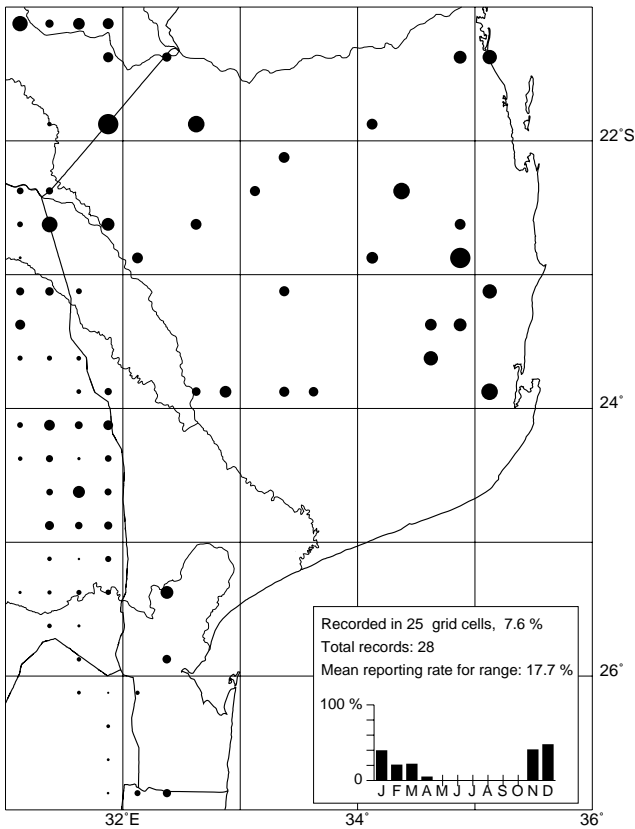 22°S
24°
Recorded in 25 grid cells, 7.6 %
Total records: 28
Mean reporting rate for range: 17.7 %
26°
100 %
0
J F M A M J J A S O N D
32°E 34° 36°